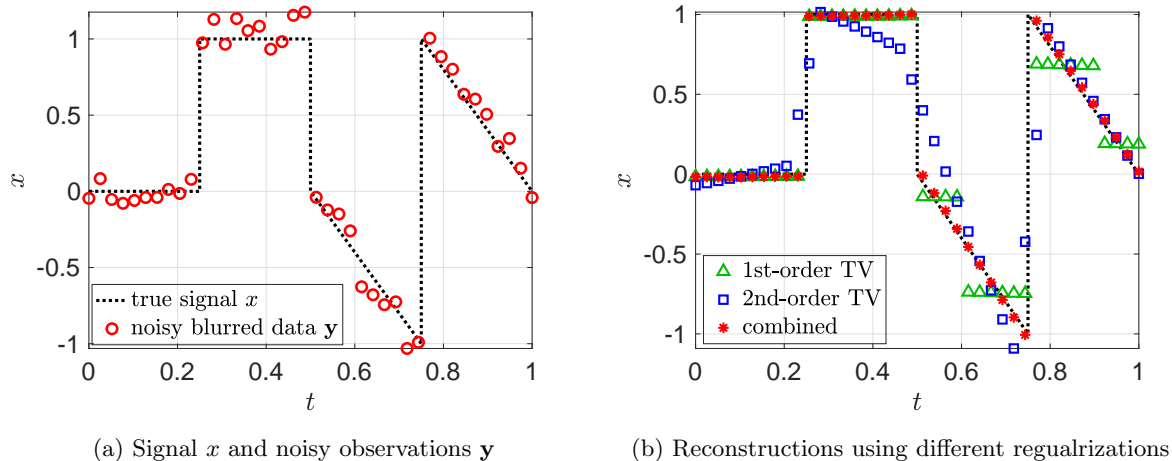 1
0.5
0
-0.5
-1
x
0 0.2 0.4 0.6 0.8 1
t
true signal x
noisy blurred data y
(a) Signal x and noisy observations y
1
0.5
0
-0.5
-1
x
0 0.2 0.4 0.6 0.8 1
t
1st-order TV
2nd-order TV
combined
(b) Reconstructions using different regualrizations